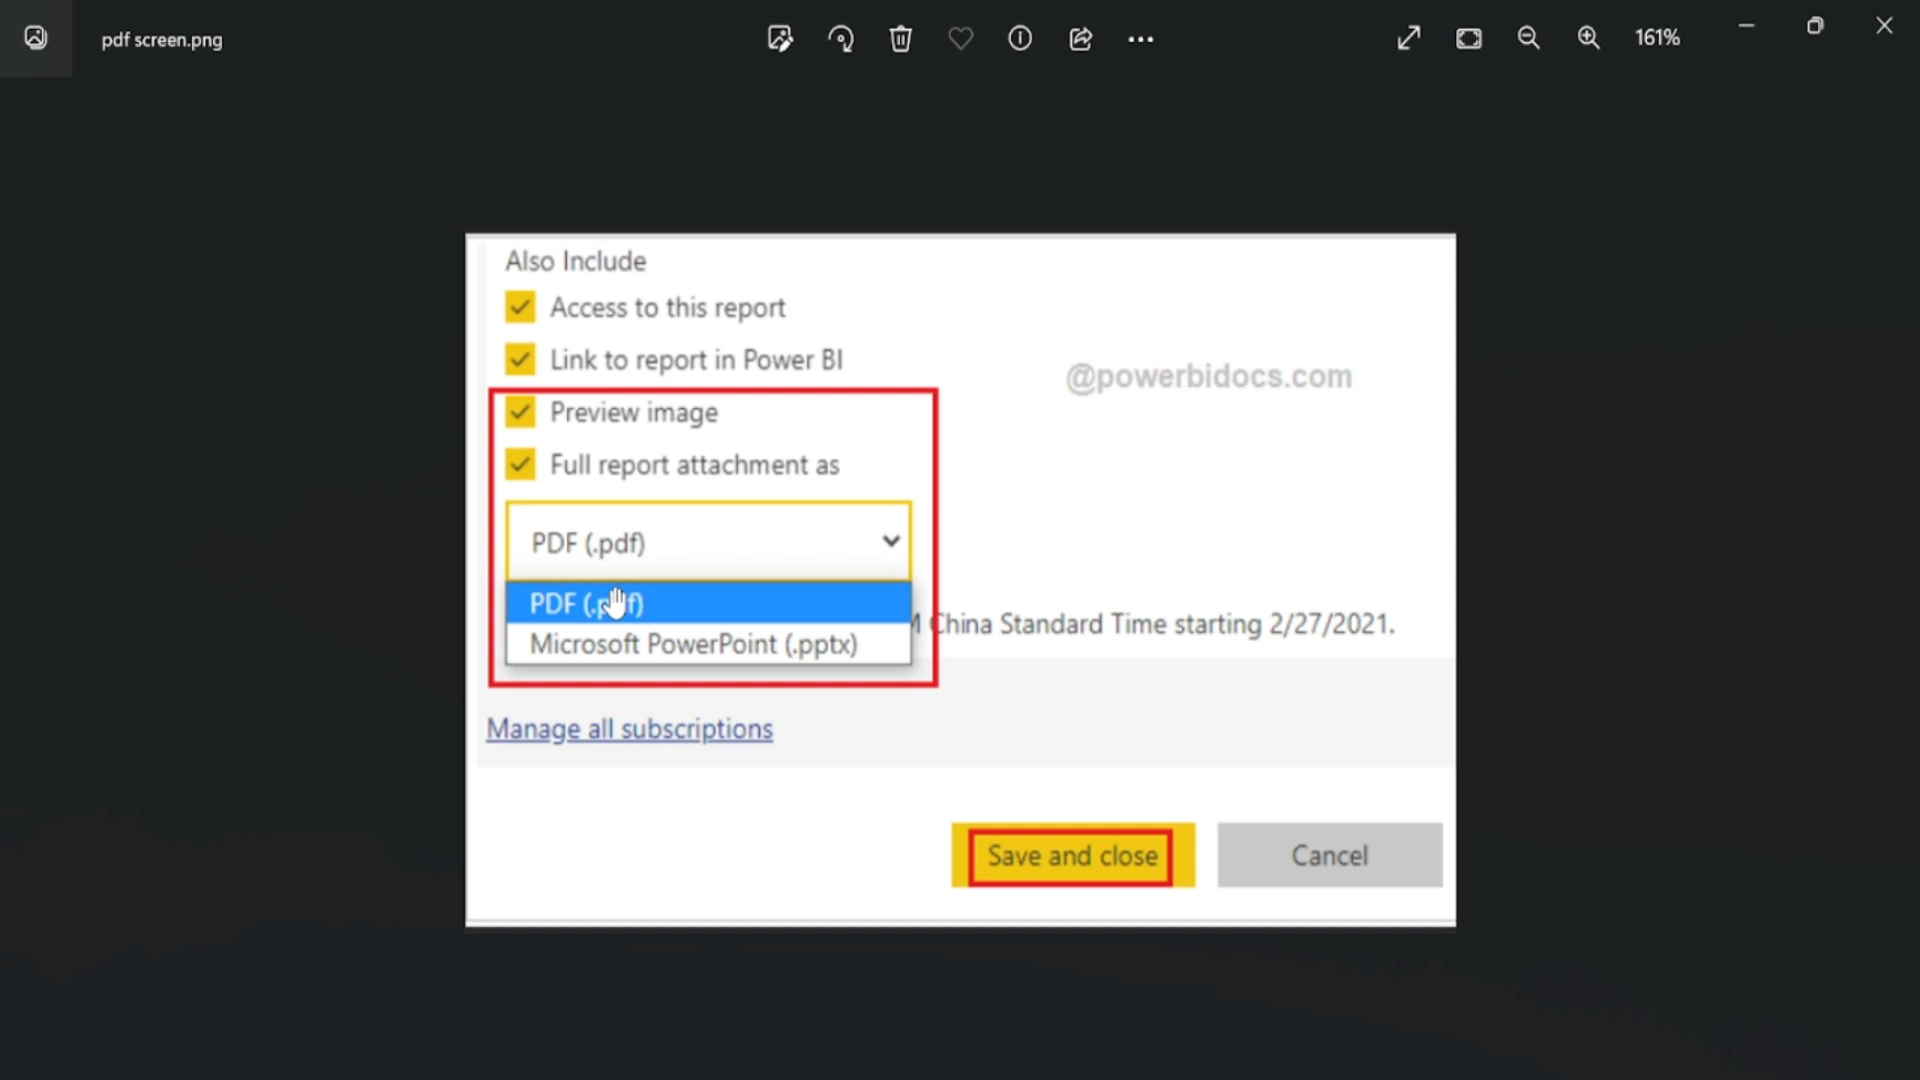 pdf screen.png
161%
Also Include
Access to this report
Link to report in Power BI
@powerbidocs.com
Preview image
Full report attachment as
PDF (.pdf)
PDF
China Standard Time starting 2/27/2021.
Microsoft PowerPoint (.pptx)
Manage all subscriptions
Save and close
Cancel